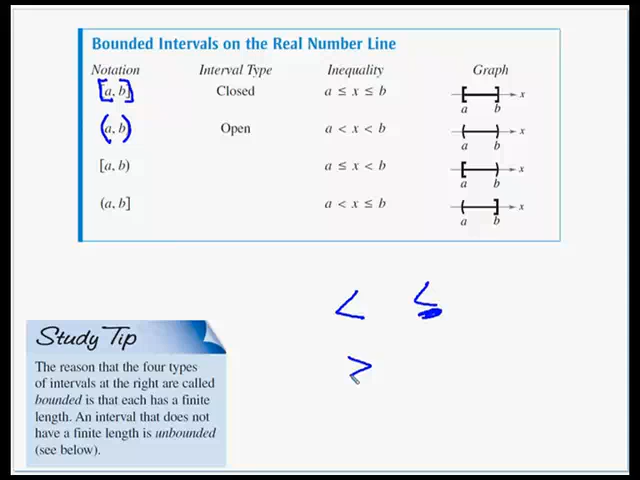 Bounded Intervals on the Real Number Line
Notation Interval Type Inequality Graph
[a, b] Closed a ≤ x ≤ b x
a b
(a, b) Open a < x < b x
a b
[a, b) a ≤ x < b x
a b
(a, b] a < x ≤ b x
a b
< ≤
>
Study Tip
The reason that the four types
of intervals at the right are called
bounded is that each has a finite
length. An interval that does not
have a finite length is unbounded
(see below).